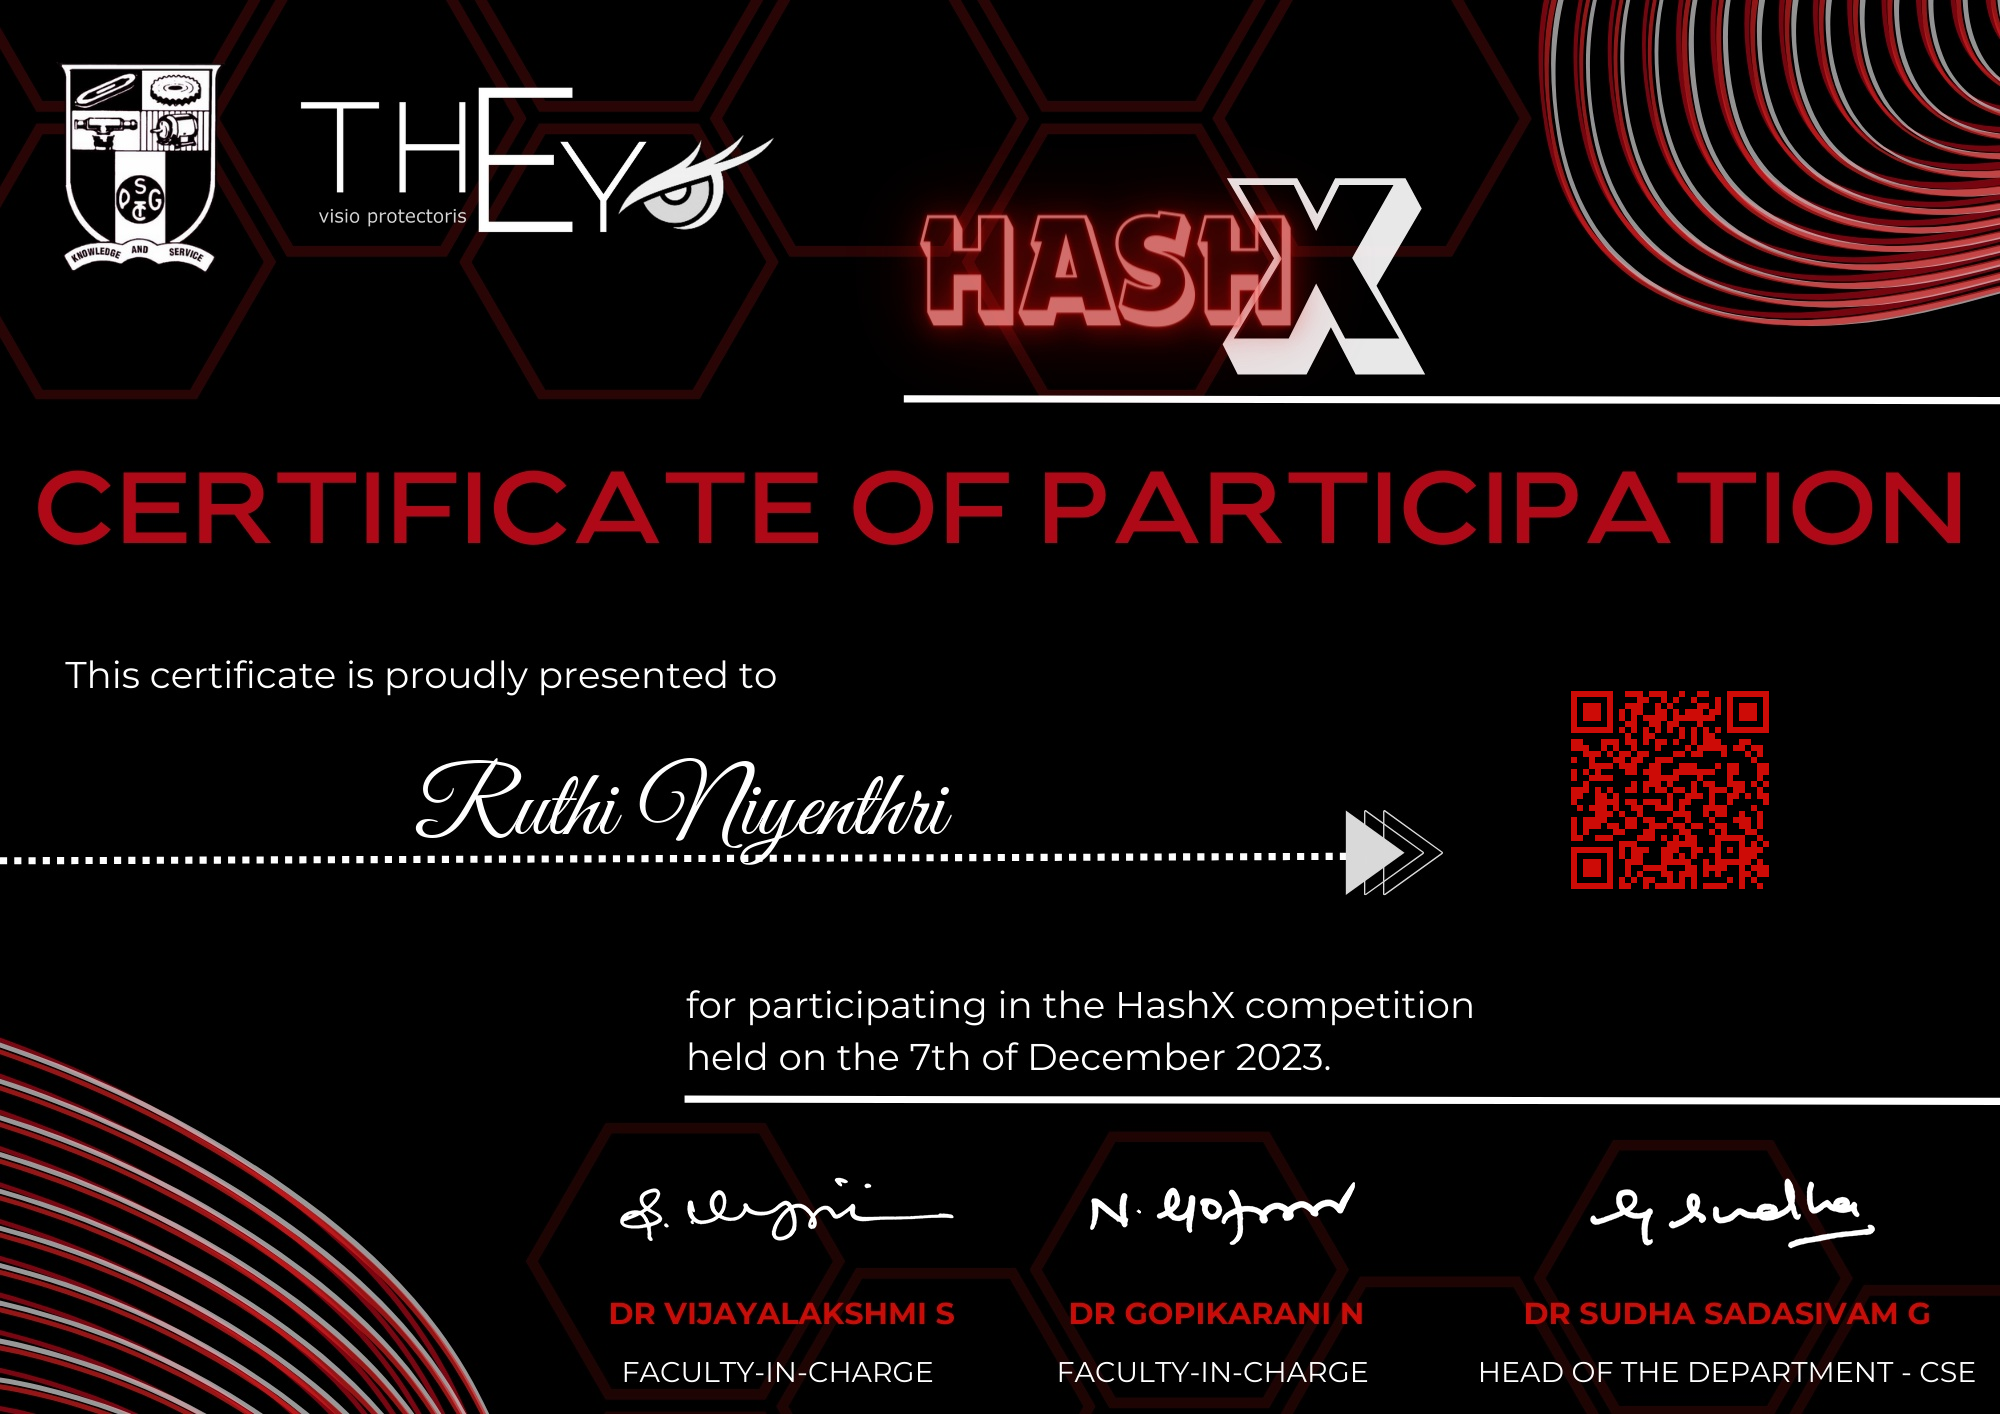 PSG
CT
KNOWLEDGE AND SERVICE
THEY
visio protectoris
HASHX
CERTIFICATE OF PARTICIPATION
This certificate is proudly presented to
Ruthi Niyenthri
for participating in the HashX competition
held on the 7th of December 2023.
S. Vijayalakshmi
N. Gopikarani
G Sudha
DR VIJAYALAKSHMI S
DR GOPIKARANI N
DR SUDHA SADASIVAM G
FACULTY-IN-CHARGE
FACULTY-IN-CHARGE
HEAD OF THE DEPARTMENT - CSE